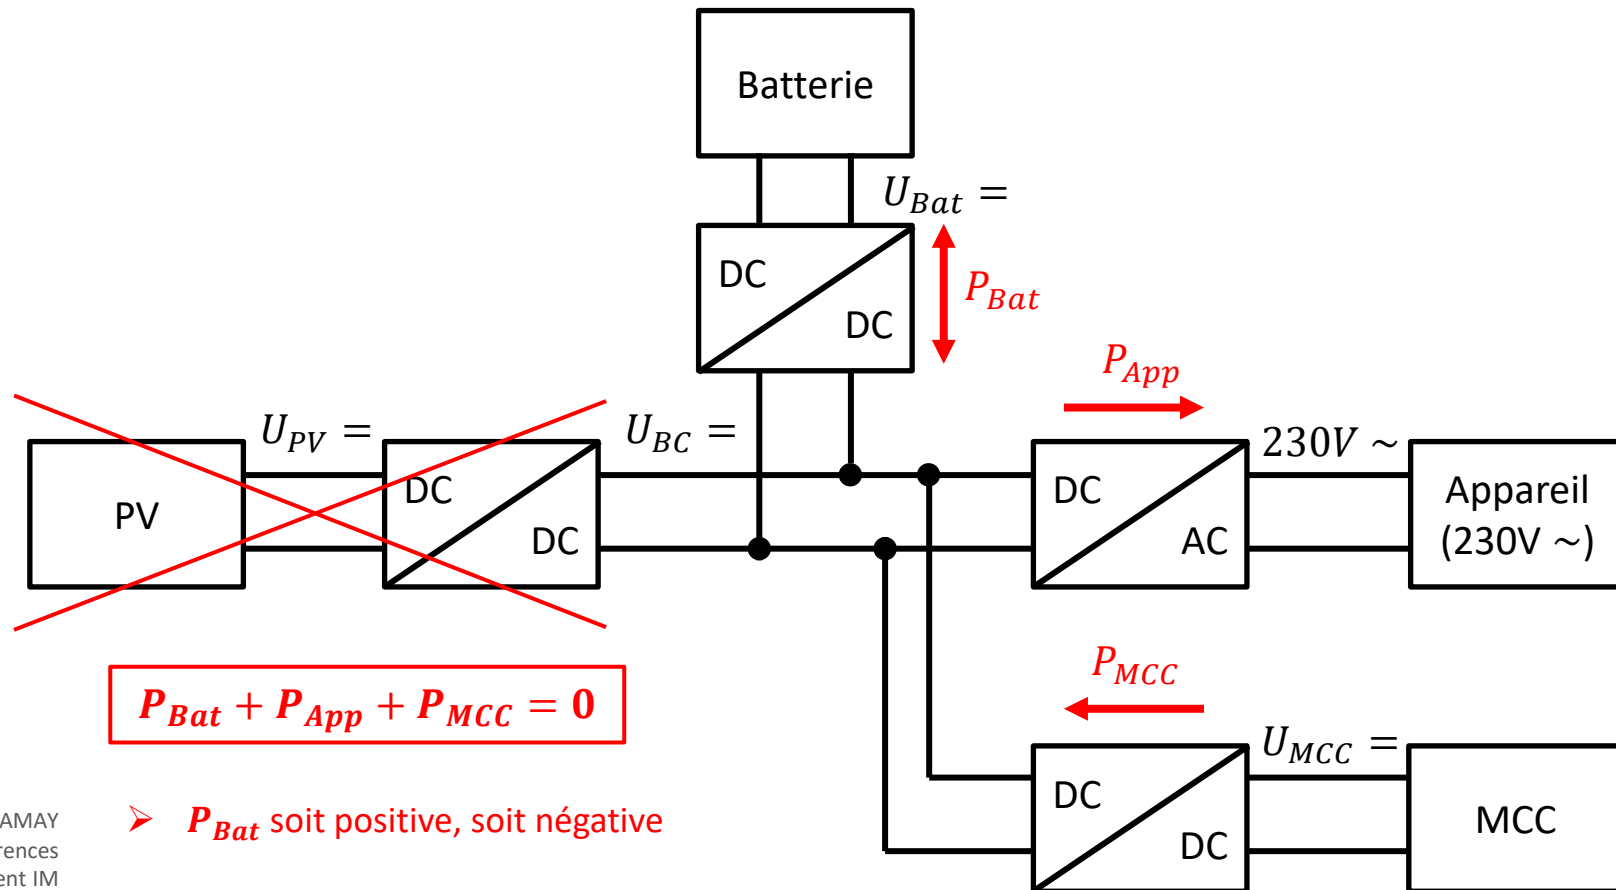 Batterie
U_Bat =
DC
DC
P_Bat
P_App
U_PV =
U_BC =
230V ~
PV
DC
DC
DC
AC
Appareil
(230V ~)
P_MCC
P_Bat + P_App + P_MCC = 0
U_MCC =
DC
DC
MCC
➢ P_Bat soit positive, soit négative
AMAY
rences
ent IM